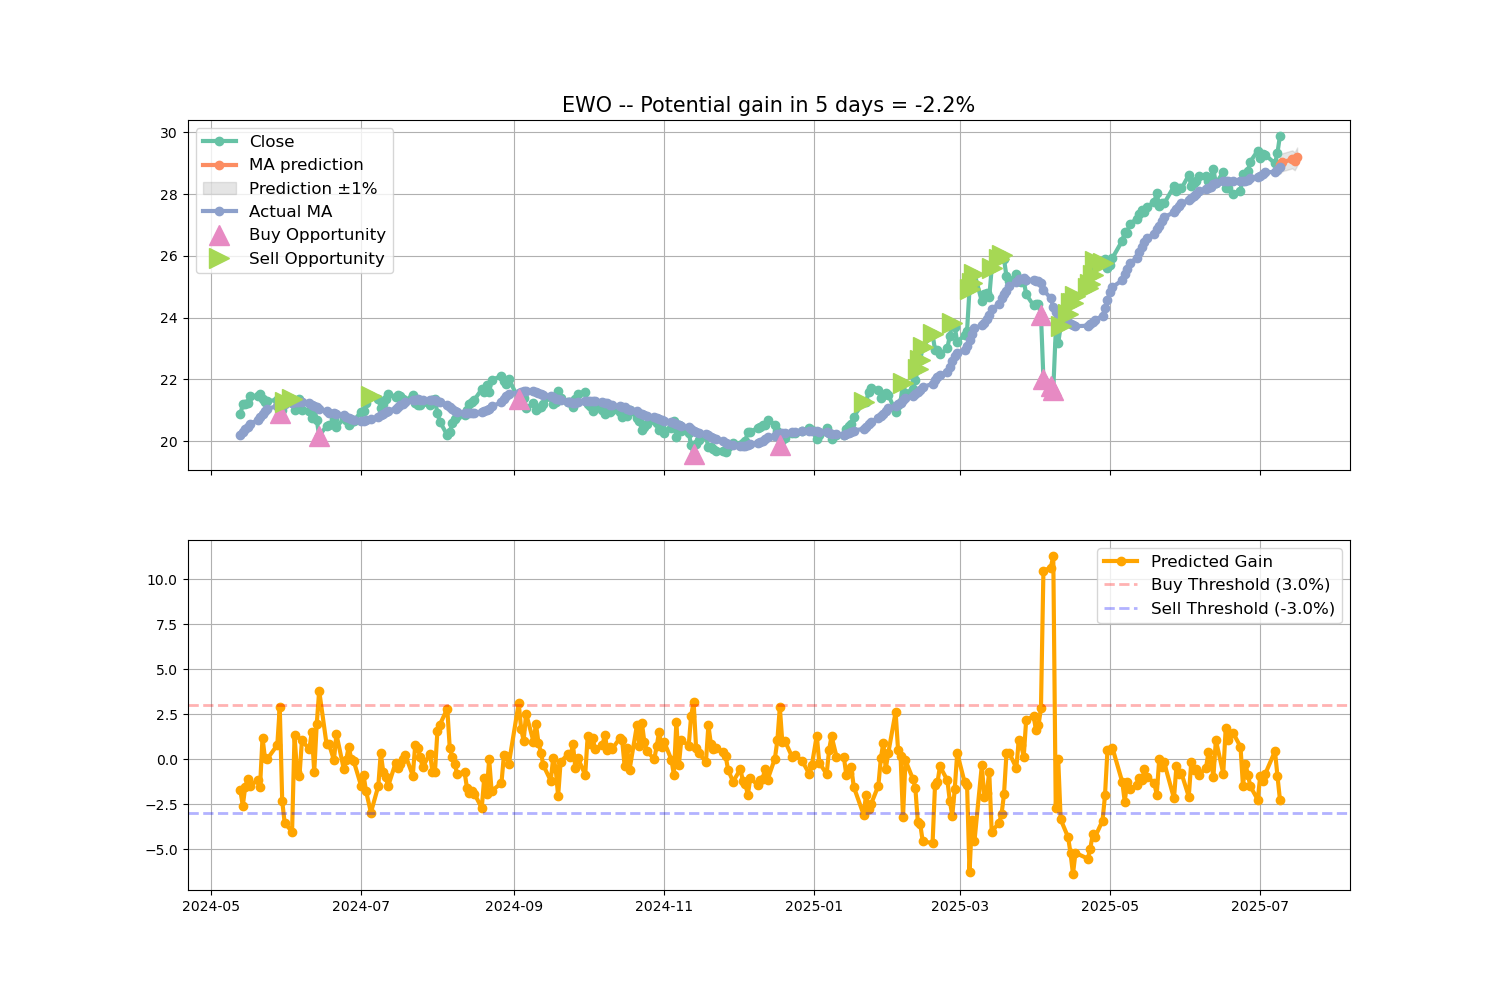 EWO -- Potential gain in 5 days = -2.2%
30
28
26
24
22
20
Close
MA prediction
Prediction ±1%
Actual MA
Buy Opportunity
Sell Opportunity
10.0
7.5
5.0
2.5
0.0
−2.5
−5.0
Predicted Gain
Buy Threshold (3.0%)
Sell Threshold (-3.0%)
2024-05 2024-07 2024-09 2024-11 2025-01 2025-03 2025-05 2025-07